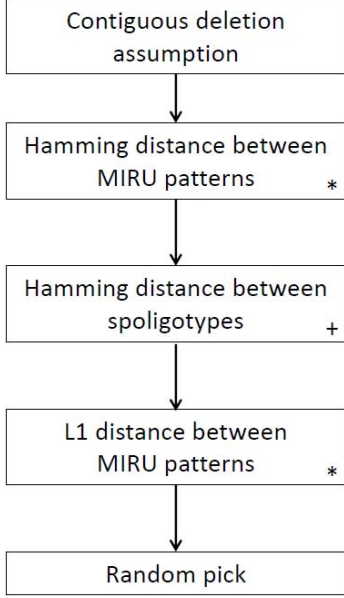 Contiguous deletion
assumption
Hamming distance between
MIRU patterns *
Hamming distance between
spoligotypes +
L1 distance between
MIRU patterns *
Random pick